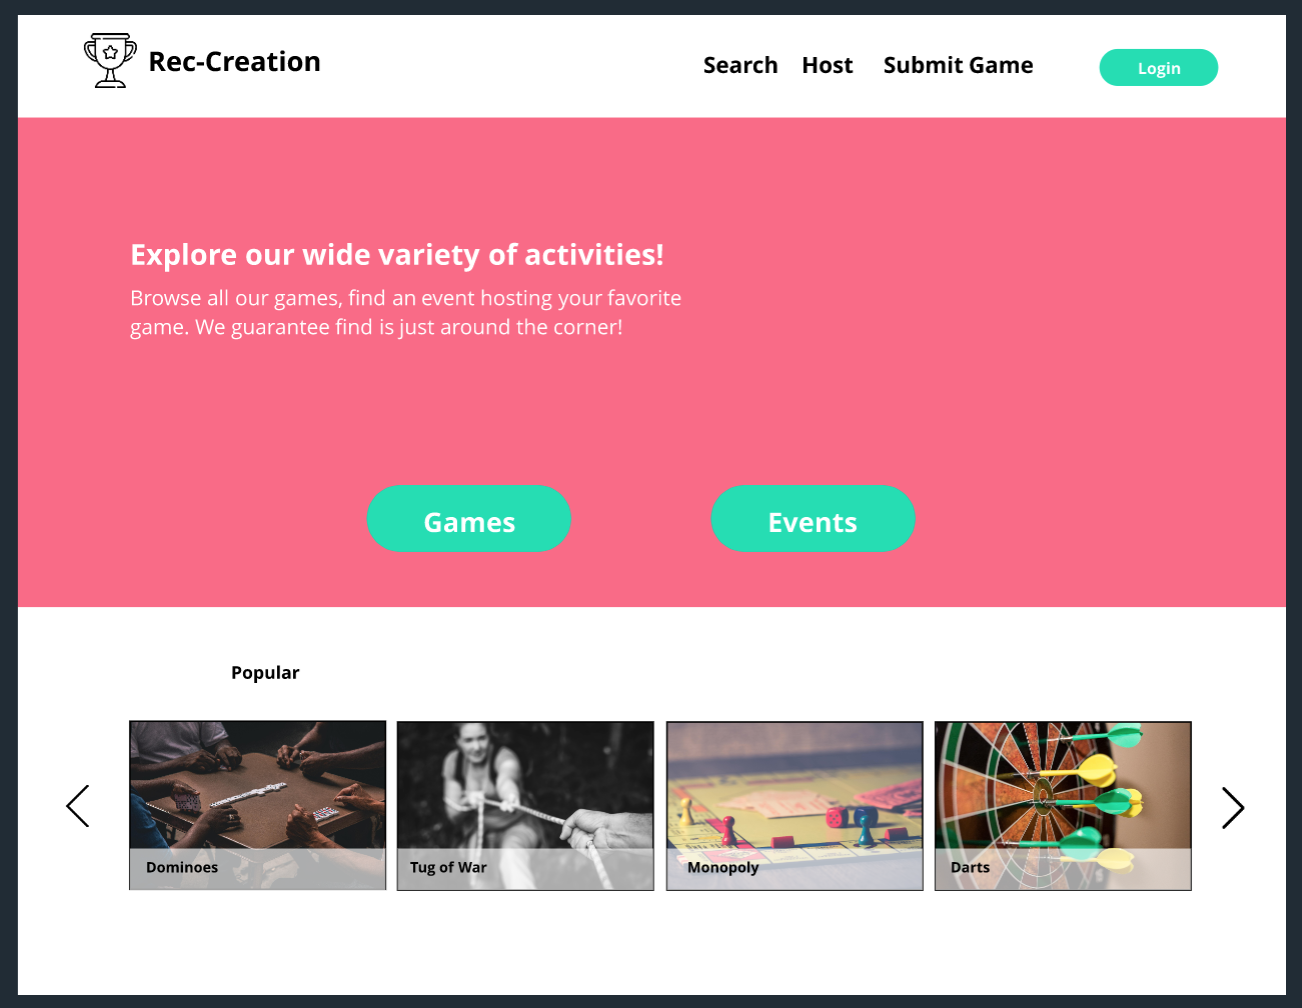 Rec-Creation
Search Host Submit Game Login
Explore our wide variety of activities!
Browse all our games, find an event hosting your favorite
game. We guarantee find is just around the corner!
Games Events
Popular
Dominoes Tug of War Monopoly Darts